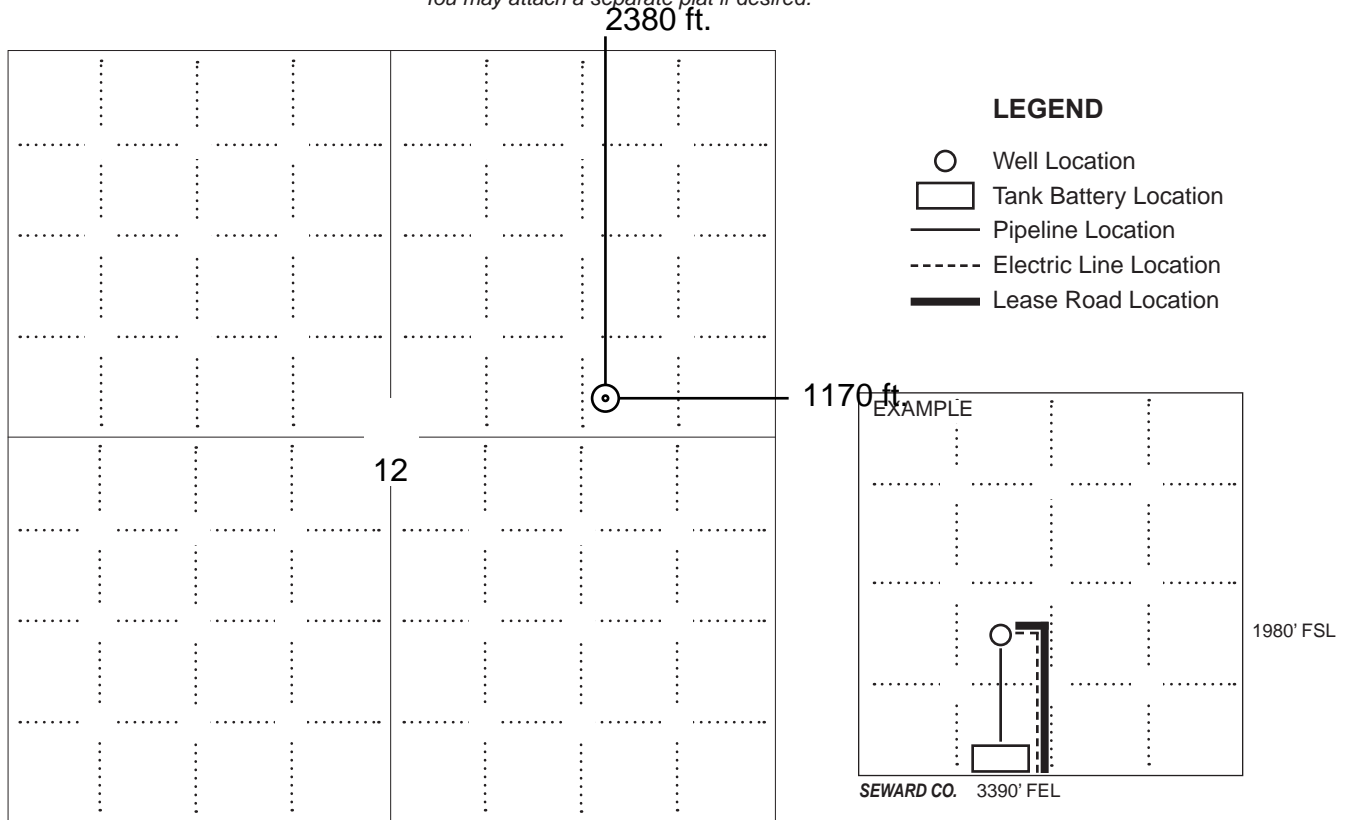 You may attach a separate plat if desired.
2380 ft.
LEGEND
Well Location
Tank Battery Location
Pipeline Location
Electric Line Location
Lease Road Location
1170 ft.
EXAMPLE
12
1980' FSL
SEWARD CO. 3390' FEL